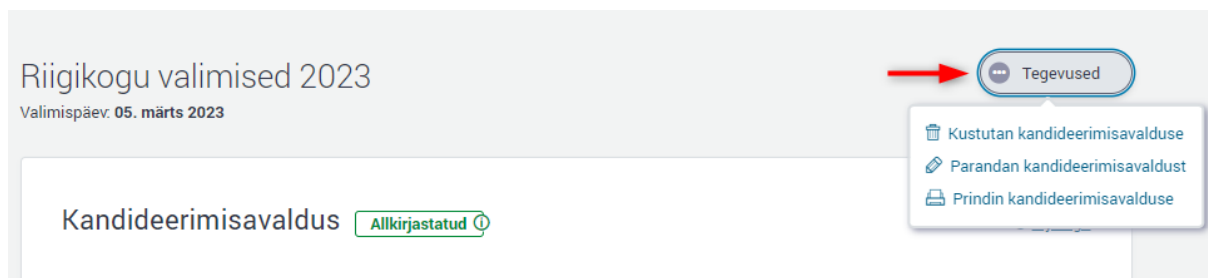 Riigikogu valimised 2023
Tegevused
Valimispäev: 05. märts 2023
Kustutan kandideerimisavalduse
Parandan kandideerimisavaldust
Prindin kandideerimisavalduse
Kandideerimisavaldus Allkirjastatud